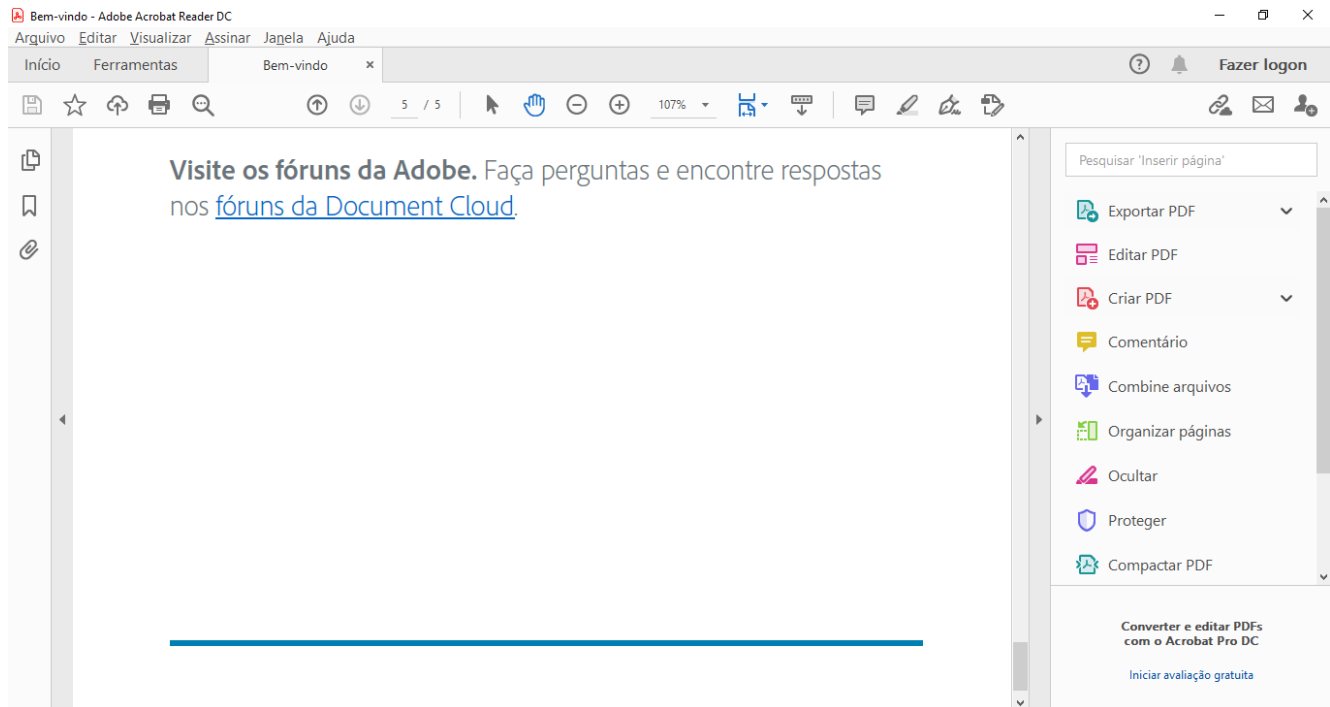 Bem-vindo - Adobe Acrobat Reader DC
Arquivo Editar Visualizar Assinar Janela Ajuda
Início Ferramentas Bem-vindo × ? Fazer logon
5 / 5 107%
Visite os fóruns da Adobe. Faça perguntas e encontre respostas
nos fóruns da Document Cloud.
Pesquisar 'Inserir página'
Exportar PDF
Editar PDF
Criar PDF
Comentário
Combine arquivos
Organizar páginas
Ocultar
Proteger
Compactar PDF
Converter e editar PDFs
com o Acrobat Pro DC
Iniciar avaliação gratuita